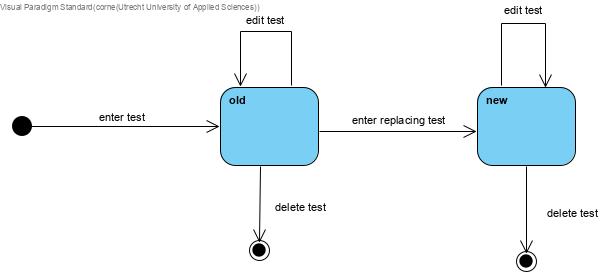 Visual Paradigm Standard(corne(Utrecht University of Applied Sciences))
edit test
edit test
old
new
enter test
enter replacing test
delete test
delete test